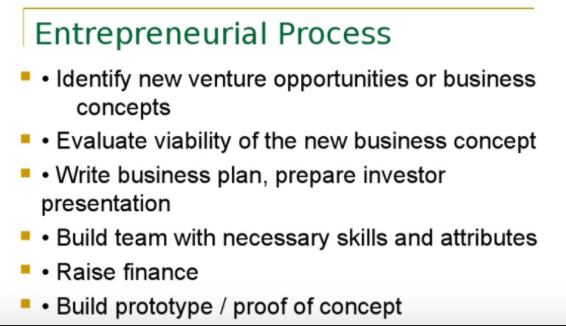 Entrepreneurial Process
• Identify new venture opportunities or business
concepts
• Evaluate viability of the new business concept
• Write business plan, prepare investor
presentation
• Build team with necessary skills and attributes
• Raise finance
• Build prototype / proof of concept